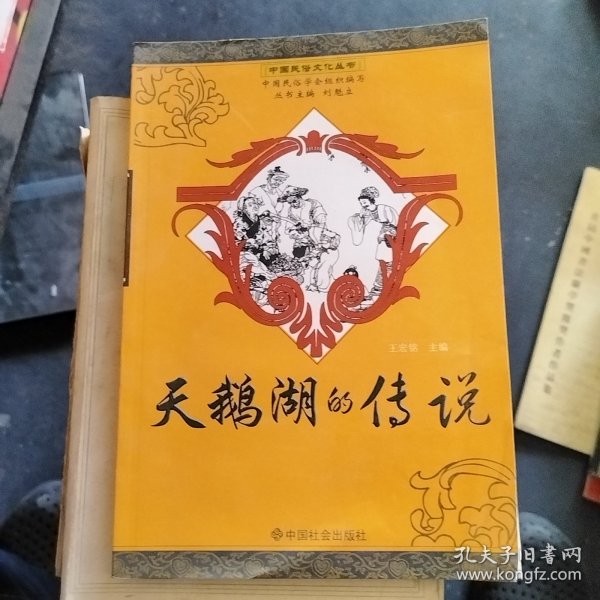 中国民俗文化丛书
中国民俗学会组织编写
丛书主编 刘魁立
王宏铭 主编
天鹅湖的传说
中国社会出版社
孔夫子旧书网
www.kongfz.com